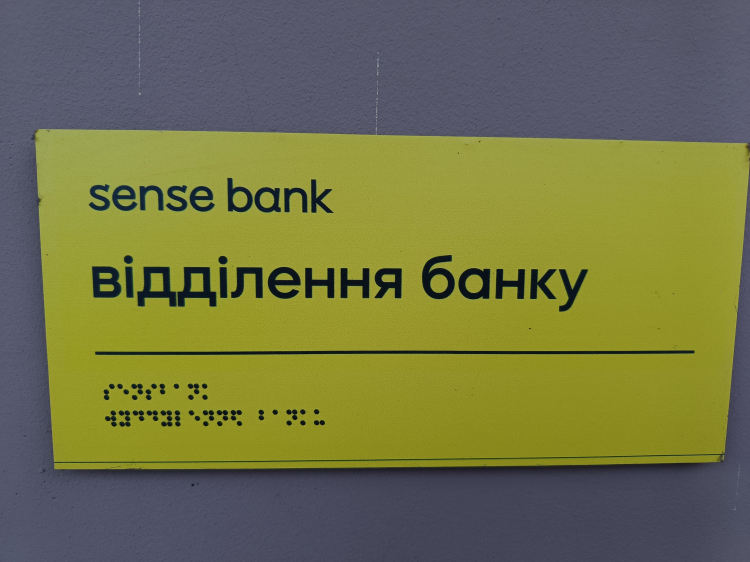 sense bank
відділення банку